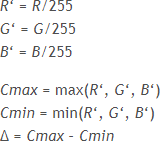 R‘ = R/255
G‘ = G/255
B‘ = B/255
Cmax = max(R‘, G‘, B‘)
Cmin = min(R‘, G‘, B‘)
Δ = Cmax - Cmin